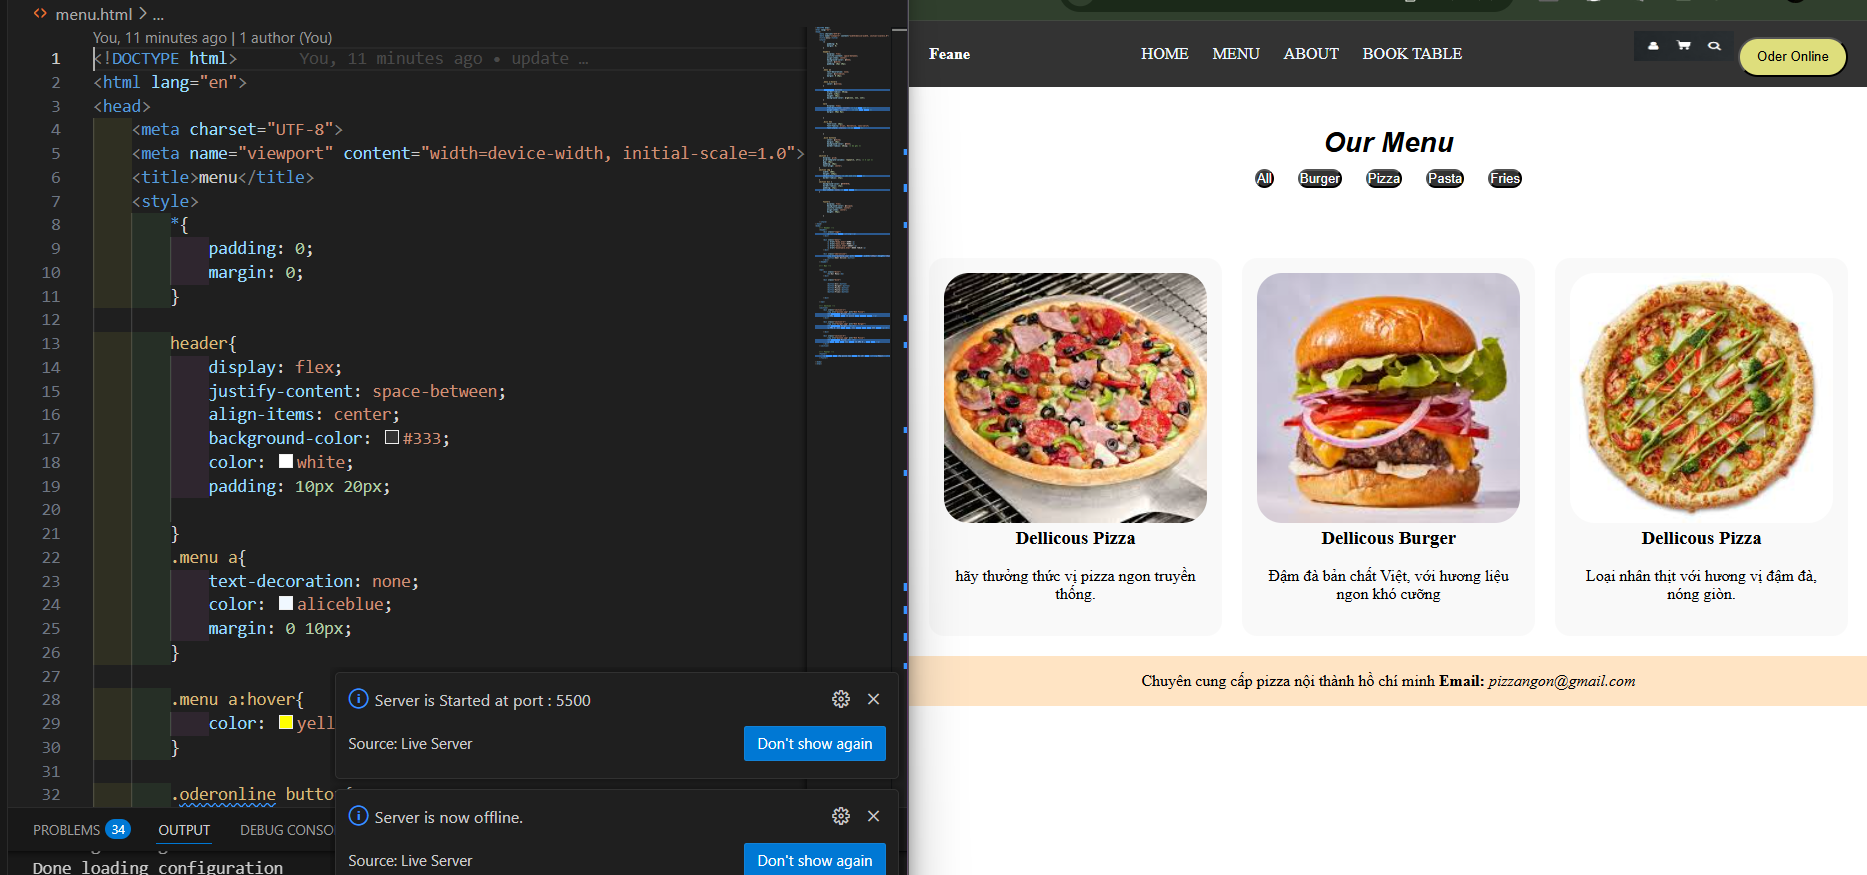 menu.html > ...
You, 11 minutes ago | 1 author (You)
1 <!DOCTYPE html> You, 11 minutes ago • update …
2 <html lang="en">
3 <head>
4 <meta charset="UTF-8">
5 <meta name="viewport" content="width=device-width, initial-scale=1.0">
6 <title>menu</title>
7 <style>
8 *{
9 padding: 0;
10 margin: 0;
11 }
12
13 header{
14 display: flex;
15 justify-content: space-between;
16 align-items: center;
17 background-color: #333;
18 color: white;
19 padding: 10px 20px;
20
21 }
22 .menu a{
23 text-decoration: none;
24 color: aliceblue;
25 margin: 0 10px;
26 }
27
28 .menu a:hover{
29 color: yell
30 }
31
32 .oderonline butto
Server is Started at port : 5500
Source: Live Server
Don't show again
Server is now offline.
Source: Live Server
Don't show again
PROBLEMS 34 OUTPUT DEBUG CONSO
Done loading configuration
Feane HOME MENU ABOUT BOOK TABLE Oder Online
Our Menu
All Burger Pizza Pasta Fries
Dellicous Pizza
hãy thưởng thức vị pizza ngon truyền
thống.
Dellicous Burger
Đậm đà bản chất Việt, với hương liệu
ngon khó cưỡng
Dellicous Pizza
Loại nhân thịt với hương vị đậm đà,
nóng giòn.
Chuyên cung cấp pizza nội thành hồ chí minh Email: pizzangon@gmail.com